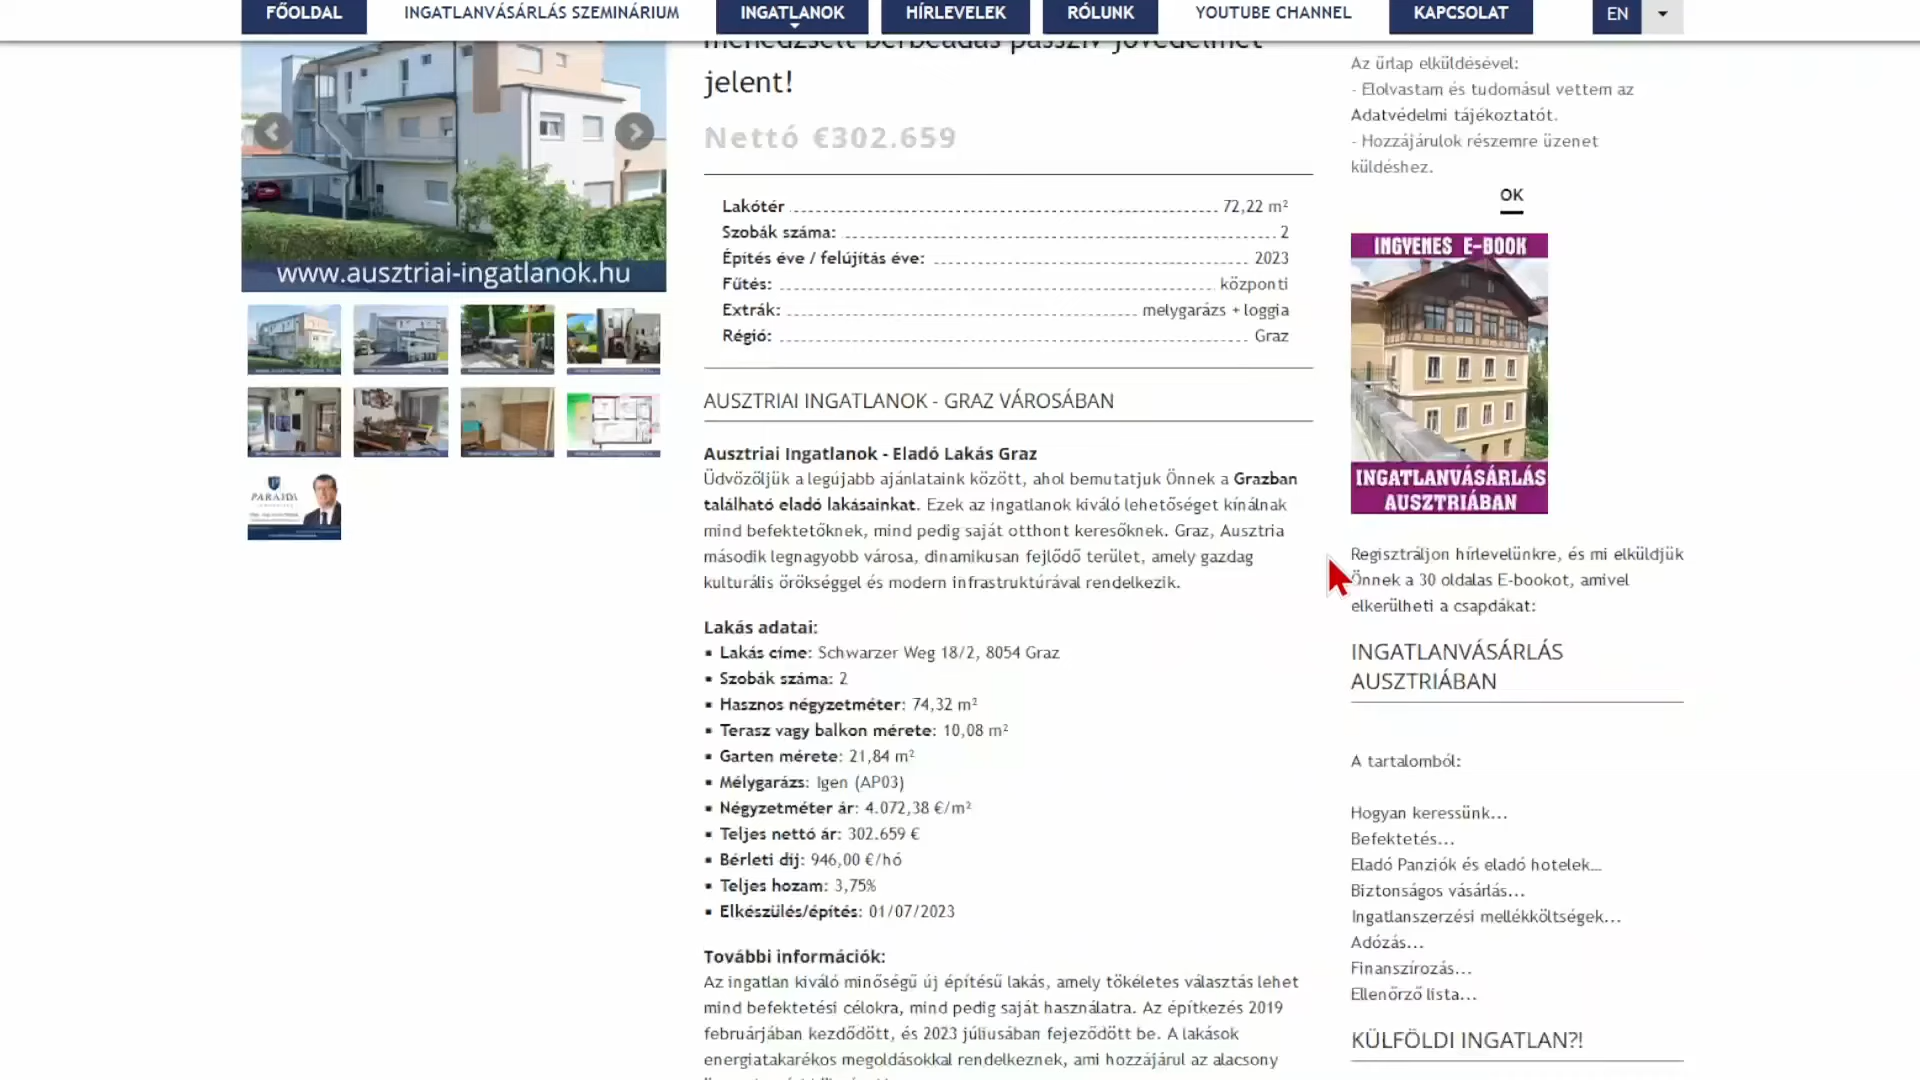 FŐOLDAL
INGATLANVÁSÁRLÁS SZEMINÁRIUM
INGATLANOK
HÍRLEVELEK
RÓLUNK
YOUTUBE CHANNEL
KAPCSOLAT
EN
menedzselt bérbeadás passzív jövedelmet
jelent!
Nettó €302.659
www.ausztriai-ingatlanok.hu
Lakótér 72,22 m²
Szobák száma: 2
Építés éve / felújítás éve: 2023
Fűtés: központi
Extrák: melygarázs + loggia
Régió: Graz
AUSZTRIAI INGATLANOK - GRAZ VÁROSÁBAN
Ausztriai Ingatlanok - Eladó Lakás Graz
Üdvözöljük a legújabb ajánlataink között, ahol bemutatjuk Önnek a Grazban
található eladó lakásainkat. Ezek az ingatlanok kiváló lehetőséget kínálnak
mind befektetőknek, mind pedig saját otthont keresőknek. Graz, Ausztria
második legnagyobb városa, dinamikusan fejlődő terület, amely gazdag
kulturális örökséggel és modern infrastruktúrával rendelkezik.
Lakás adatai:
▪ Lakás címe: Schwarzer Weg 18/2, 8054 Graz
▪ Szobák száma: 2
▪ Hasznos négyzetméter: 74,32 m²
▪ Terasz vagy balkon mérete: 10,08 m²
▪ Garten mérete: 21,84 m²
▪ Mélygarázs: Igen (AP03)
▪ Négyzetméter ár: 4.072,38 €/m²
▪ Teljes nettó ár: 302.659 €
▪ Bérleti díj: 946,00 €/hó
▪ Teljes hozam: 3,75%
▪ Elkészülés/építés: 01/07/2023
További információk:
Az ingatlan kiváló minőségű új építésű lakás, amely tökéletes választás lehet
mind befektetési célokra, mind pedig saját használatra. Az építkezés 2019
februárjában kezdődött, és 2023 júliusában fejeződött be. A lakások
energiatakarékos megoldásokkal rendelkeznek, ami hozzájárul az alacsony
PARAJDI
Az űrlap elküldésével:
- Elolvastam és tudomásul vettem az
Adatvédelmi tájékoztatót.
- Hozzájárulok részemre üzenet
küldéshez.
OK
INGYENES E-BOOK
INGATLANVÁSÁRLÁS
AUSZTRIÁBAN
Regisztráljon hírlevelünkre, és mi elküldjük
Önnek a 30 oldalas E-bookot, amivel
elkerülheti a csapdákat:
INGATLANVÁSÁRLÁS
AUSZTRIÁBAN
A tartalomból:
Hogyan keressünk...
Befektetés...
Eladó Panziók és eladó hotelek...
Biztonságos vásárlás...
Ingatlanszerzési mellékköltségek...
Adózás...
Finanszírozás...
Ellenőrző lista...
KÜLFÖLDI INGATLAN?!